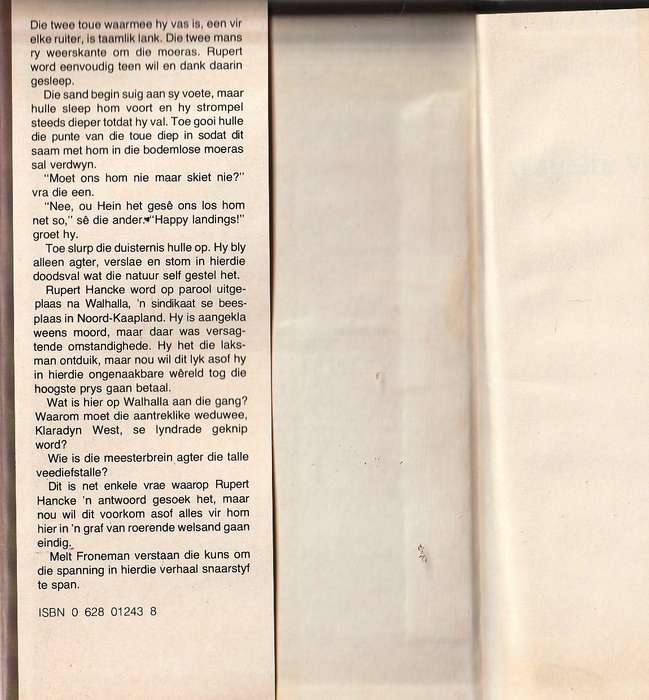 Die twee toue waarmee hy vas is, een vir
elke ruiter, is taamlik lank. Die twee mans
ry weerskante om die moeras. Rupert
word eenvoudig teen wil en dank daarin
gesleep.
Die sand begin suig aan sy voete, maar
hulle sleep hom voort en hy strompel
steeds dieper totdat hy val. Toe gooi hulle
die punte van die toue diep in sodat dit
saam met hom in die bodemlose moeras
sal verdwyn.
"Moet ons hom nie maar skiet nie?"
vra die een.
"Nee, ou Hein het gesê ons los hom
net so," sê die ander. "Happy landings!"
groet hy.
Toe slurp die duisternis hulle op. Hy bly
alleen agter, verslae en stom in hierdie
doodsval wat die natuur self gestel het.
Rupert Hancke word op parool uitge-
plaas na Walhalla, 'n sindikaat se bees-
plaas in Noord-Kaapland. Hy is aangekla
weens moord, maar daar was versag-
tende omstandighede. Hy het die laks-
man ontduik, maar nou wil dit lyk asof hy
in hierdie ongenaakbare wêreld tog die
hoogste prys gaan betaal.
Wat is hier op Walhalla aan die gang?
Waarom moet die aantreklike weduwee,
Klaradyn West, se lyndrade geknip
word?
Wie is die meesterbrein agter die talle
veediefstalle?
Dit is net enkele vrae waarop Rupert
Hancke 'n antwoord gesoek het, maar
nou wil dit voorkom asof alles vir hom
hier in 'n graf van roerende welsand gaan
eindig.
Melt Froneman verstaan die kuns om
die spanning in hierdie verhaal snaarstyf
te span.
ISBN 0 628 01243 8